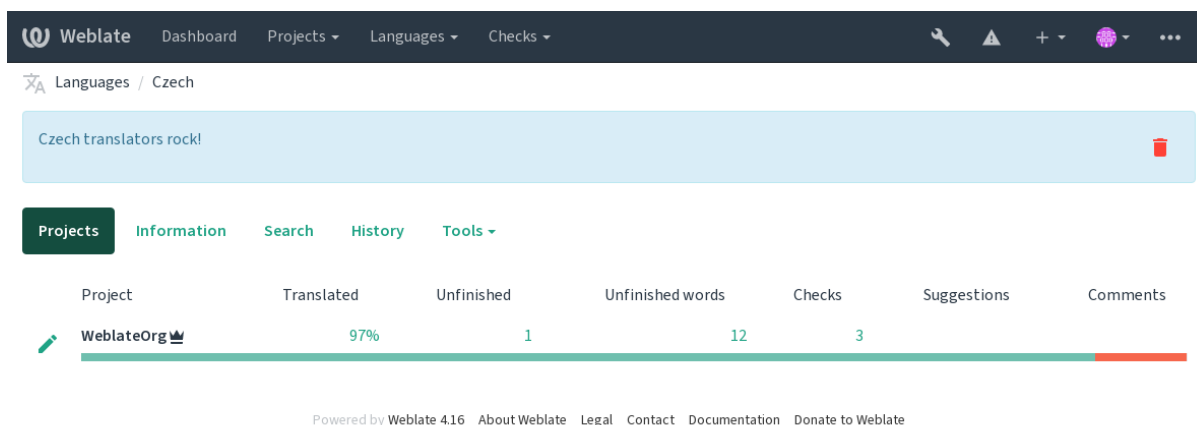 Weblate Dashboard Projects Languages Checks
Languages / Czech
Czech translators rock!
Projects Information Search History Tools
Project Translated Unfinished Unfinished words Checks Suggestions Comments
WeblateOrg 97% 1 12 3
Powered by Weblate 4.16 About Weblate Legal Contact Documentation Donate to Weblate